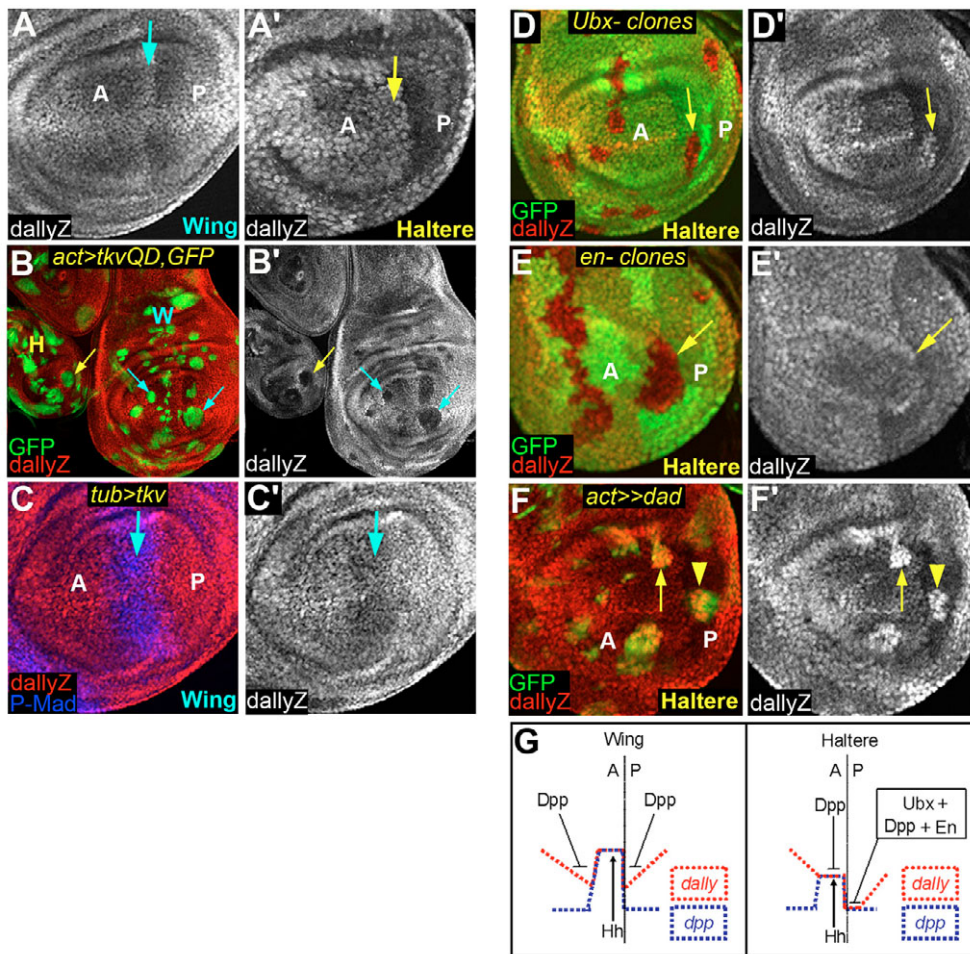 A
A
P
dallyZ
Wing
A'
A
P
Haltere
B
act>tkvQD,GFP
W
H
GFP
dallyZ
B'
dallyZ
C
tub>tkv
A
P
dallyZ
P-Mad
Wing
C'
dallyZ
D
Ubx- clones
A
P
GFP
dallyZ
D'
dallyZ
E
en- clones
A
P
GFP
dallyZ
Haltere
E'
dallyZ
F
act>>dad
A
P
GFP
dallyZ
Haltere
F'
dallyZ
G
Wing
A
P
Dpp
Dpp
Hh
dally
dpp
Haltere
A
P
Dpp
Ubx +
Dpp + En
Hh
dally
dpp